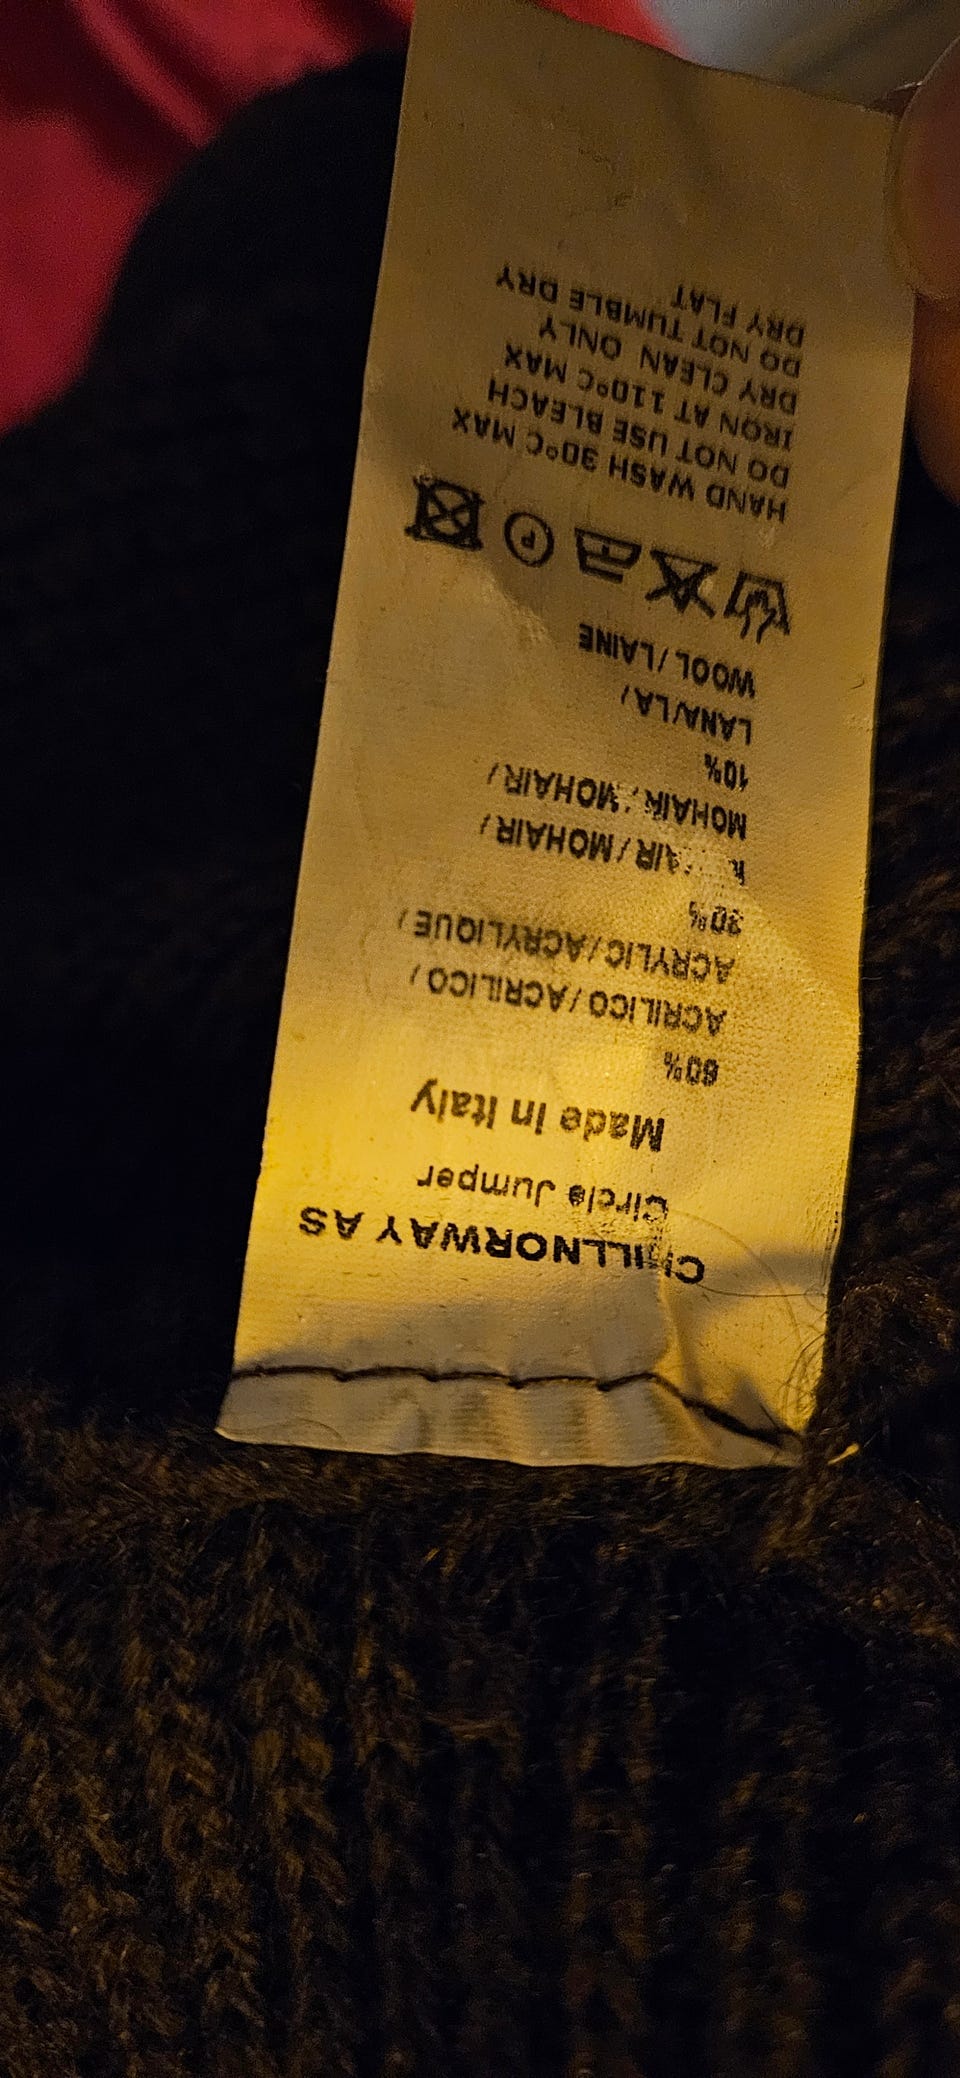 CHILLNORWAY AS
Circle Jumper
Made in Italy
60%
ACRILICO / ACRILICO /
ACRYLIC / ACRYLIQUE /
30%
AIR / MOHAIR /
MOHAIR / MOHAIR /
10%
LANA/LA /
WOOL / LAINE
P
HAND WASH 30°C MAX
DO NOT USE BLEACH
IRON AT 110°C MAX
DRY CLEAN ONLY
DO NOT TUMBLE DRY
DRY FLAT